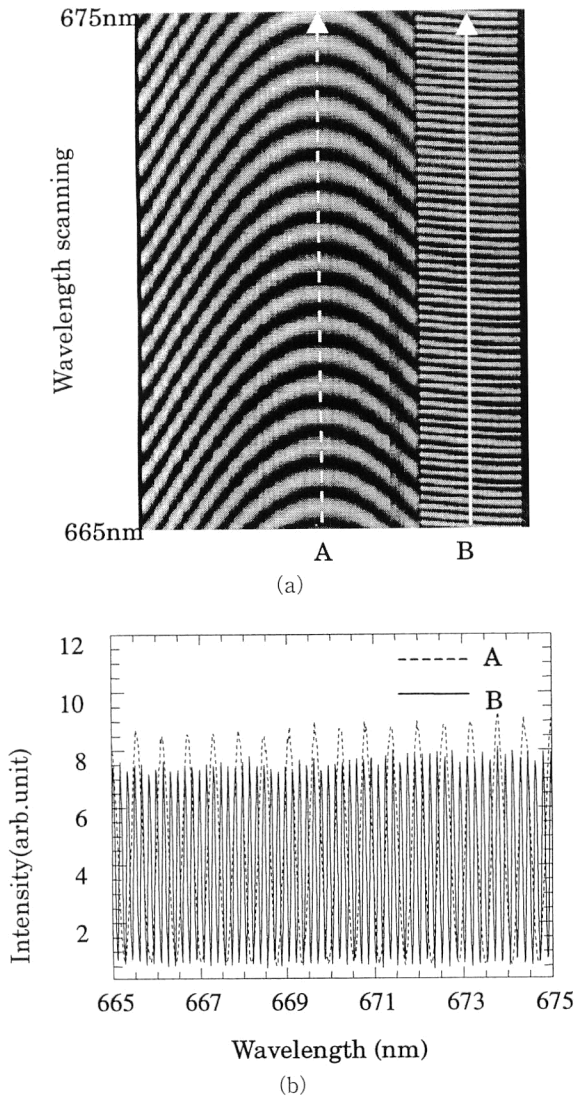 675nm
Wavelength scanning
665nm
A
B
(a)
12
10
8
6
4
2
Intensity(arb.unit)
A
B
665
667
669
671
673
675
Wavelength (nm)
(b)